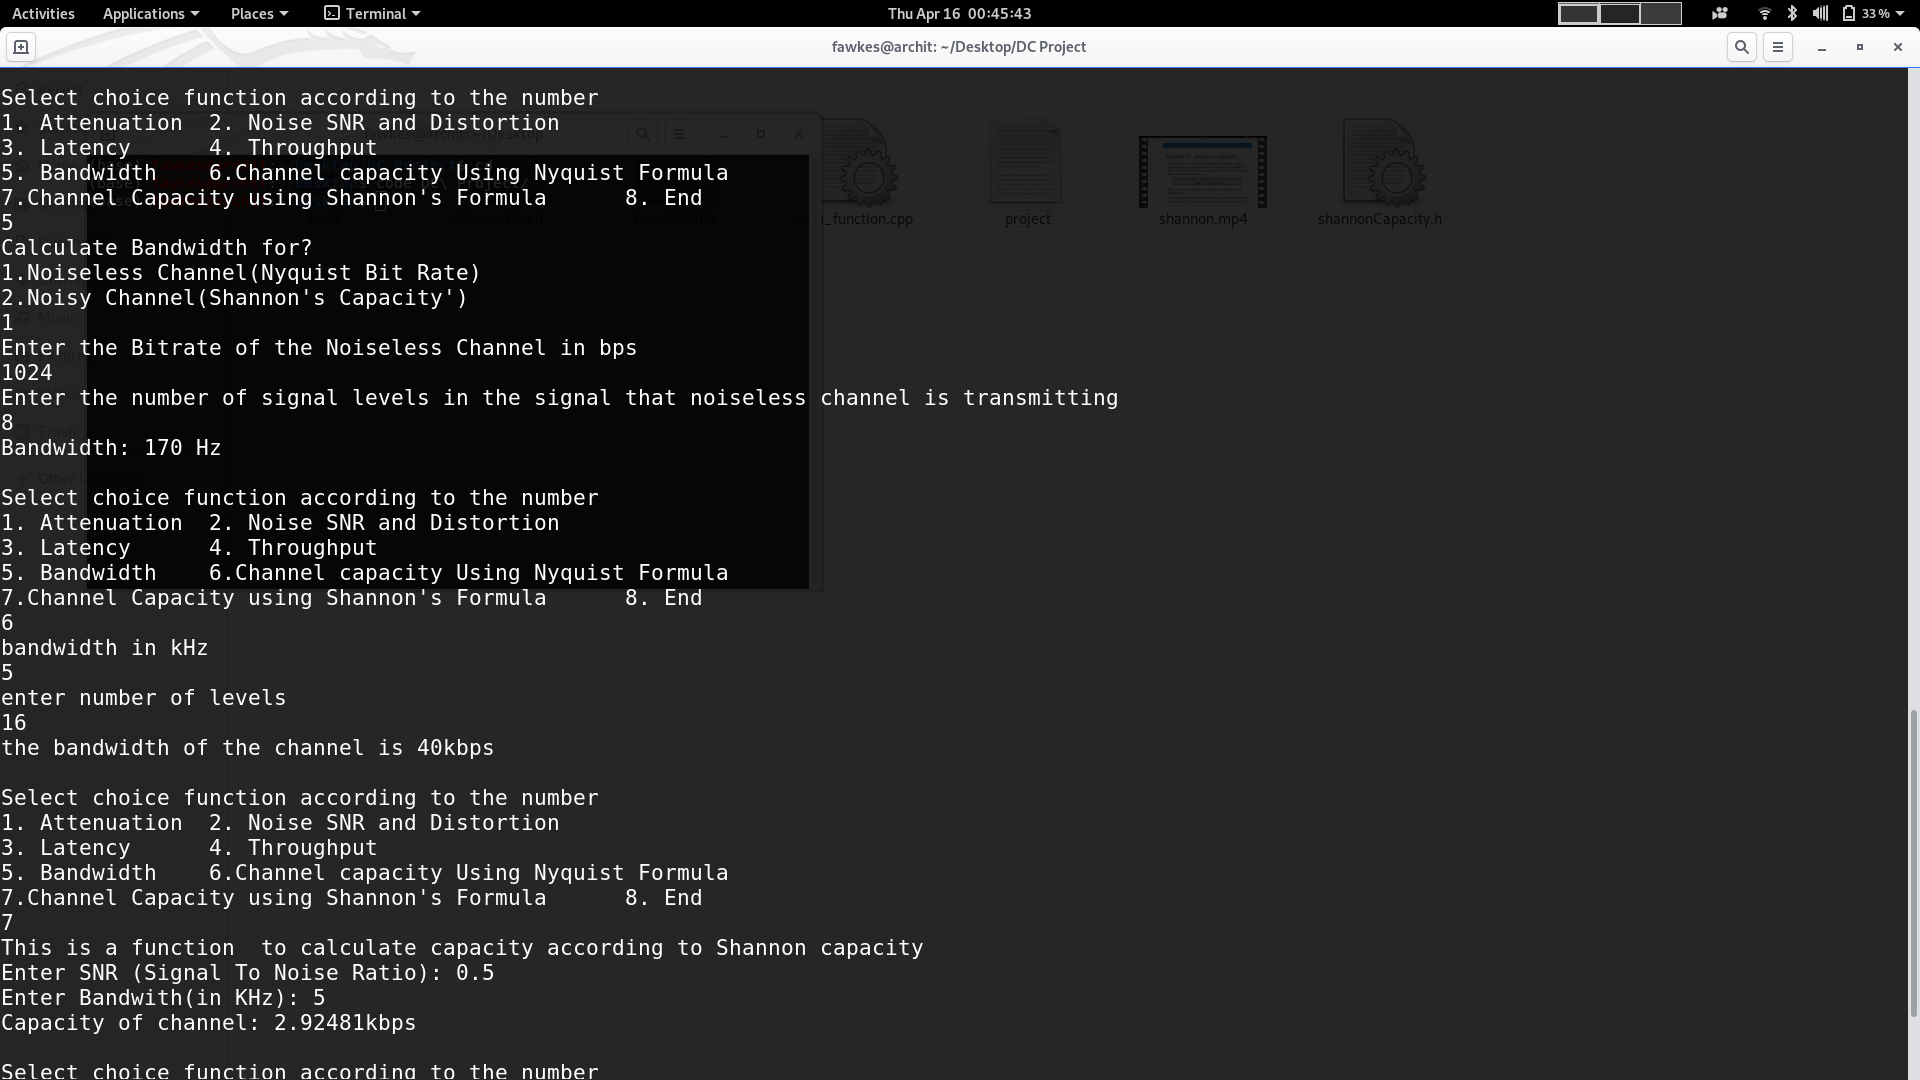 Activities Applications Places Terminal Thu Apr 16 00:45:43 33%
fawkes@archit: ~/Desktop/DC Project
Select choice function according to the number
1. Attenuation 2. Noise SNR and Distortion
fawkes@archit: ~/Desktop
3. Latency 4. Throughput
5. Bandwidth 6.Channel capacity Using Nyquist Formula
7.Channel Capacity using Shannon's Formula 8. End
_function.cpp project shannon.mp4 shannonCapacity.h
5
Calculate Bandwidth for?
1.Noiseless Channel(Nyquist Bit Rate)
2.Noisy Channel(Shannon's Capacity')
Music
1
Enter the Bitrate of the Noiseless Channel in bps
1024
Enter the number of signal levels in the signal that noiseless channel is transmitting
8
Trash
Bandwidth: 170 Hz
Select choice function according to the number
1. Attenuation 2. Noise SNR and Distortion
3. Latency 4. Throughput
5. Bandwidth 6.Channel capacity Using Nyquist Formula
7.Channel Capacity using Shannon's Formula 8. End
6
bandwidth in kHz
5
enter number of levels
16
the bandwidth of the channel is 40kbps
Select choice function according to the number
1. Attenuation 2. Noise SNR and Distortion
3. Latency 4. Throughput
5. Bandwidth 6.Channel capacity Using Nyquist Formula
7.Channel Capacity using Shannon's Formula 8. End
7
This is a function  to calculate capacity according to Shannon capacity
Enter SNR (Signal To Noise Ratio): 0.5
Enter Bandwith(in KHz): 5
Capacity of channel: 2.92481kbps
Select choice function according to the number